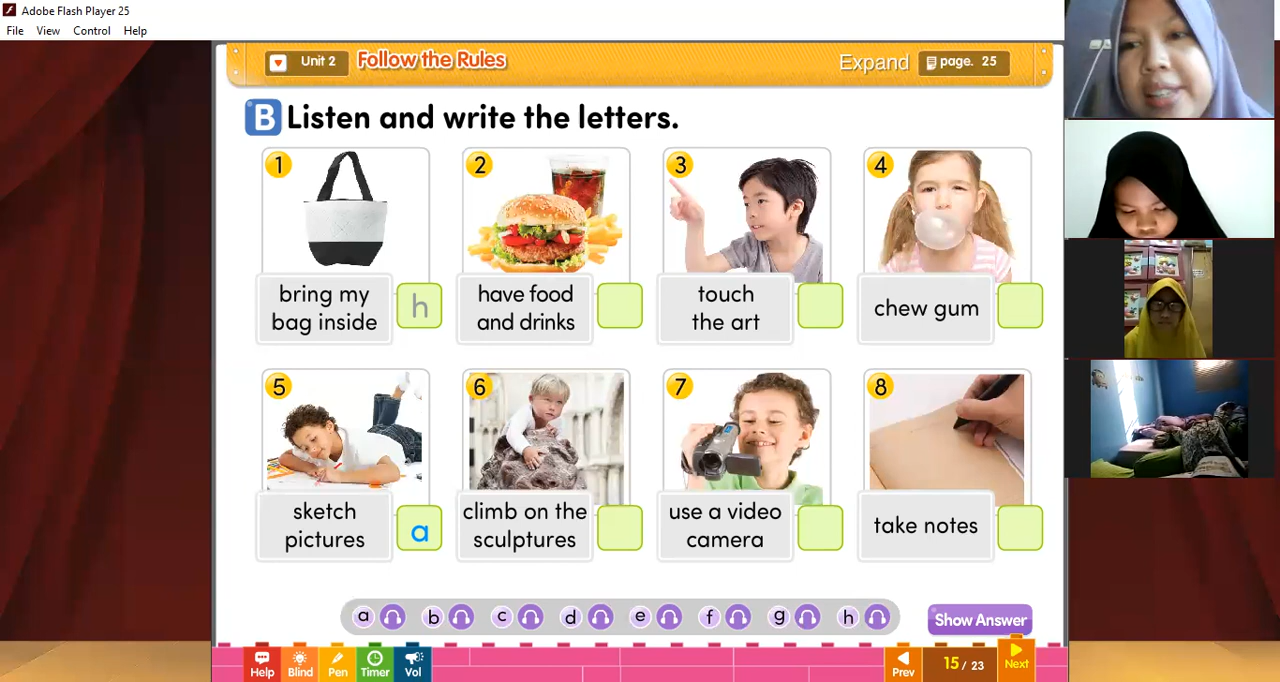 Adobe Flash Player 25
File View Control Help
Unit 2 Follow the Rules Expand page. 25
B Listen and write the letters.
1
2
3
4
bring my
bag inside
h
have food
and drinks
touch
the art
chew gum
5
6
7
8
sketch
pictures
a
climb on the
sculptures
use a video
camera
take notes
a b c d e f g h
Show Answer
Help Blind Pen Timer Vol
Prev 15 / 23 Next